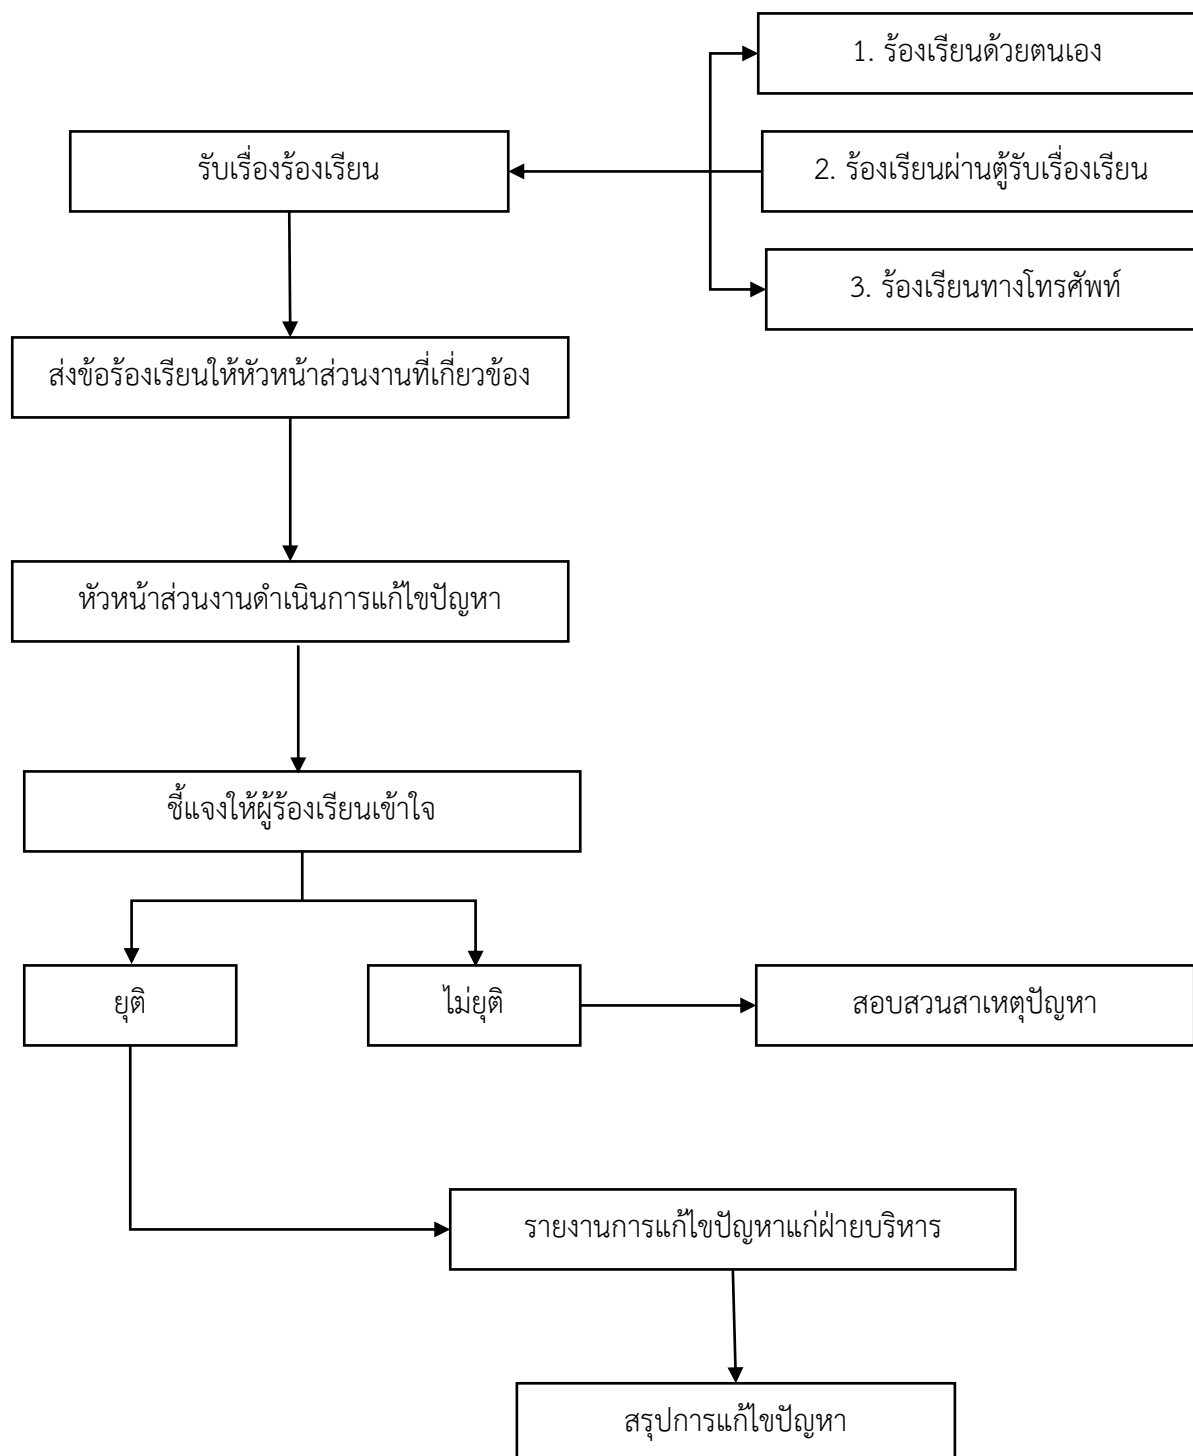 1. ร้องเรียนด้วยตนเอง
รับเรื่องร้องเรียน
2. ร้องเรียนผ่านตู้รับเรื่องเรียน
3. ร้องเรียนทางโทรศัพท์
ส่งข้อร้องเรียนให้หัวหน้าส่วนงานที่เกี่ยวข้อง
หัวหน้าส่วนงานดำเนินการแก้ไขปัญหา
ชี้แจงให้ผู้ร้องเรียนเข้าใจ
ยุติ
ไม่ยุติ
สอบสวนสาเหตุปัญหา
รายงานการแก้ไขปัญหาแก่ฝ่ายบริหาร
สรุปการแก้ไขปัญหา